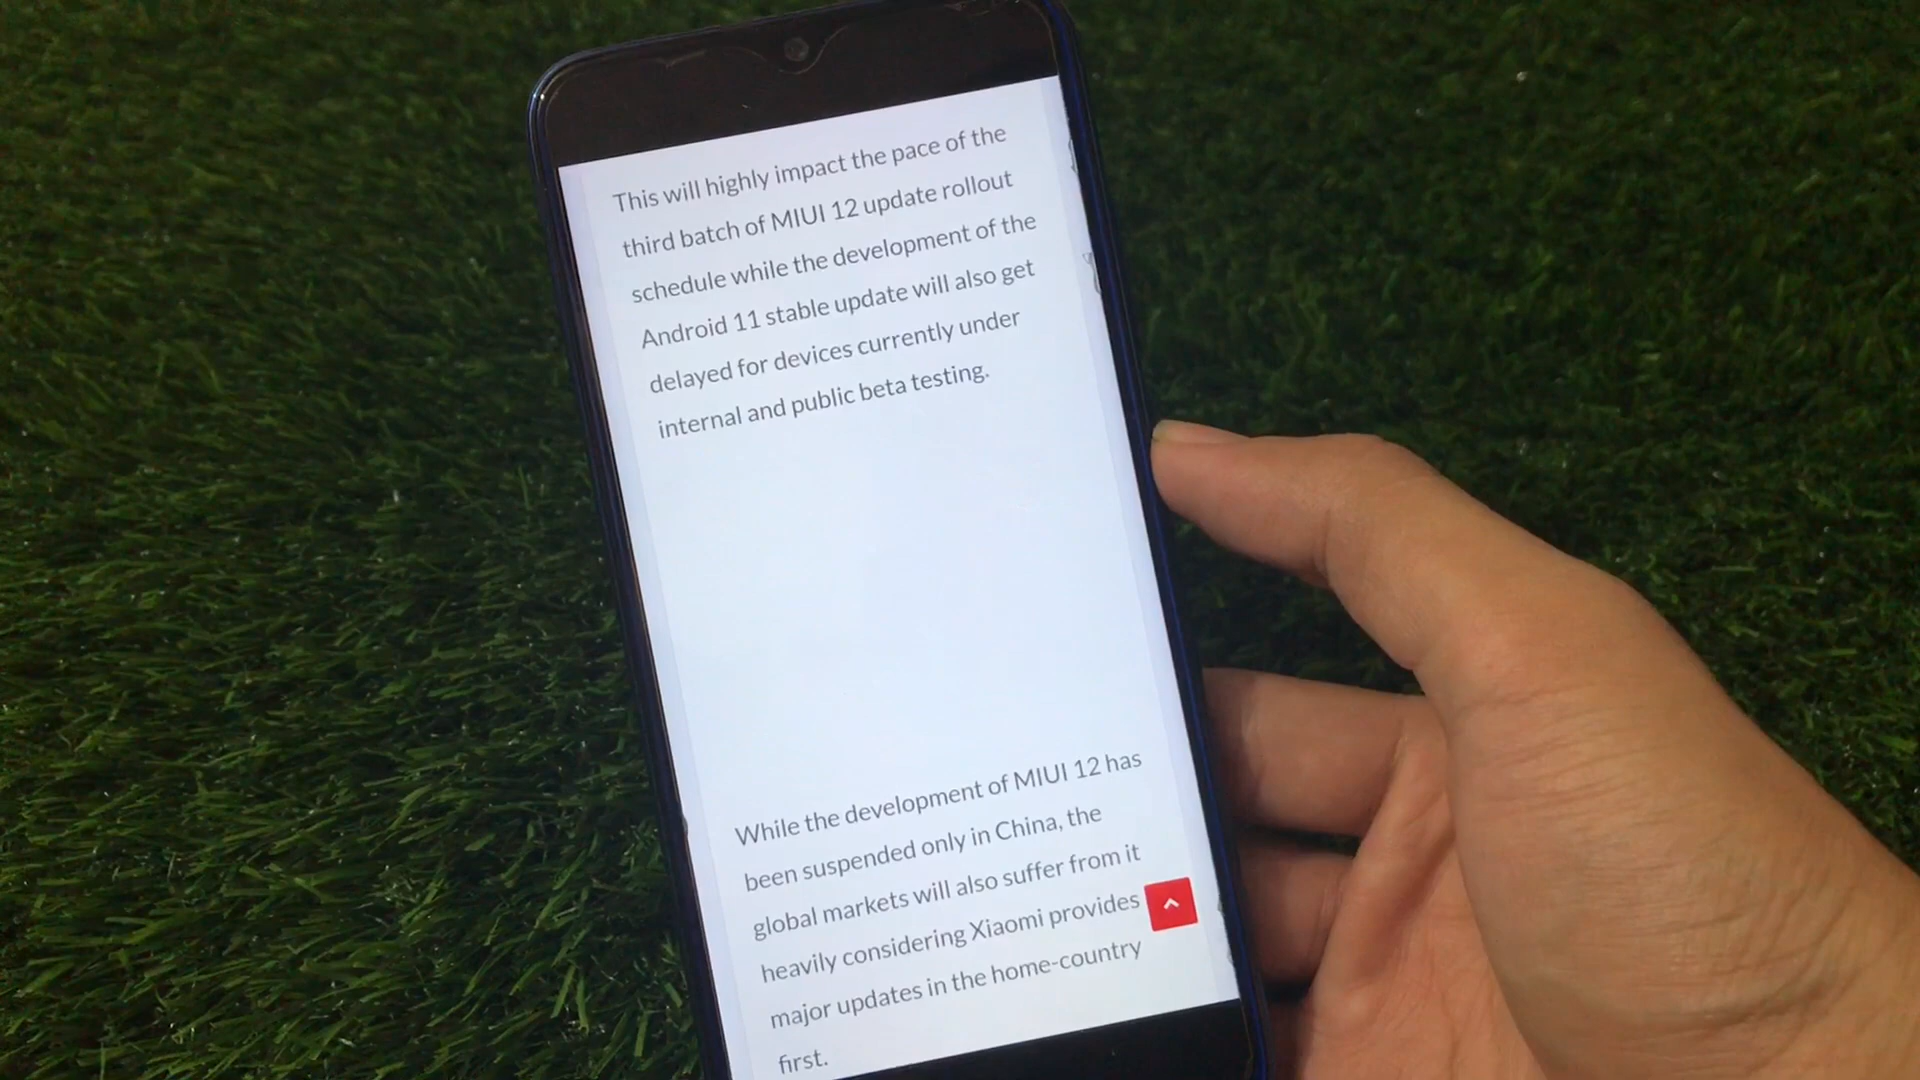 This will highly impact the pace of the
third batch of MIUI 12 update rollout
schedule while the development of the
Android 11 stable update will also get
delayed for devices currently under
internal and public beta testing.
While the development of MIUI 12 has
been suspended only in China, the
global markets will also suffer from it
heavily considering Xiaomi provides
major updates in the home-country
first.